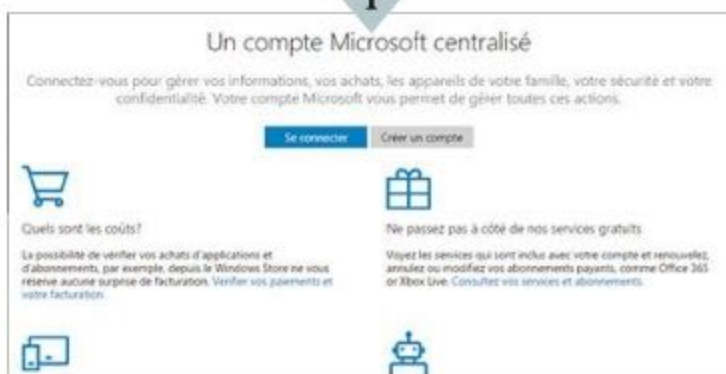 1
Un compte Microsoft centralisé
Connectez-vous pour gérer vos informations, vos achats, les appareils de votre famille, votre sécurité et votre
confidentialité. Votre compte Microsoft vous permet de gérer toutes ces actions.
Se connecter
Créer un compte
Quels sont les coûts?
La possibilité de vérifier vos achats d'applications et
d'abonnements, par exemple, depuis le Windows Store ne vous
réserve aucune surprise de facturation. Vérifier vos paiements et
votre facturation
Ne passez pas à côté de nos services gratuits
Voyez les services qui sont inclus avec votre compte et renouvelez,
annulez ou modifiez vos abonnements payants, comme Office 365
or Xbox Live. Consultez vos services et abonnements.